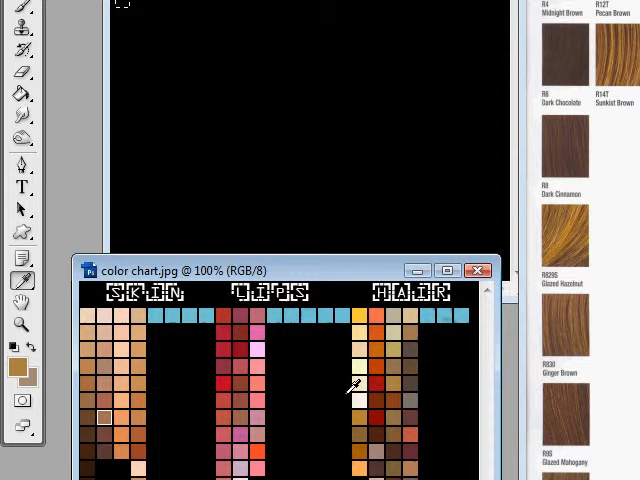 R4
Midnight Brown
R12T
Pecan Brown
R6
Dark Chocolate
R14T
Sunkist Brown
R8
Dark Cinnamon
R829S
Glazed Hazelnut
R830
Ginger Brown
R9S
Glazed Mahogany
T
Ps
color chart.jpg @ 100% (RGB/8)
SKIN
LIPS
HAIR